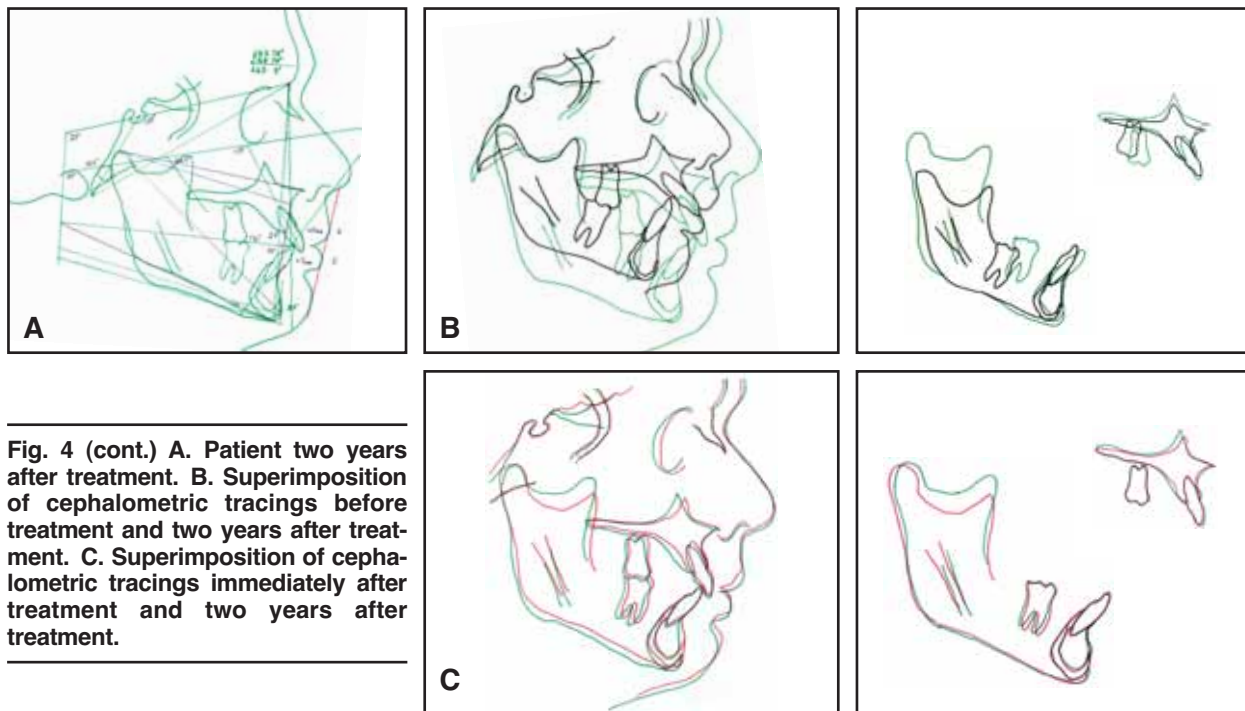 A
B
Fig. 4 (cont.) A. Patient two years
after treatment. B. Superimposition
of cephalometric tracings before
treatment and two years after treat-
ment. C. Superimposition of cepha-
lometric tracings immediately after
treatment and two years after
treatment.
C